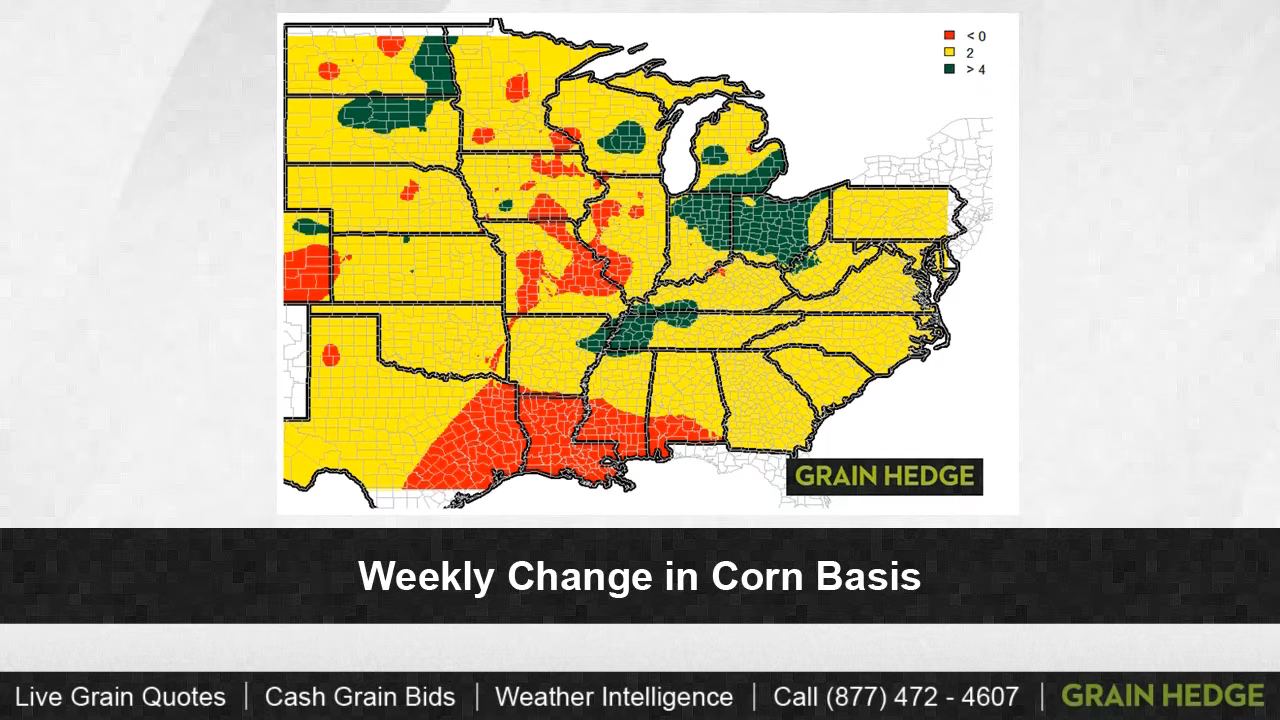 < 0
2
> 4
GRAIN HEDGE
Weekly Change in Corn Basis
Live Grain Quotes | Cash Grain Bids | Weather Intelligence | Call (877) 472 - 4607 | GRAIN HEDGE